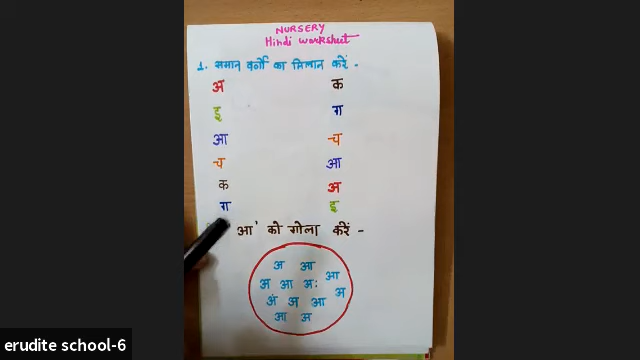 NURSERY
Hindi worksheet
1. समान वर्णों का मिलान करें -
अ क
इ ग
आ च
च आ
क अ
ग इ
'आ' को गोला करें -
अ आ
आ
अ आ अः
अ
अं अ आ
आ अ
erudite school-6